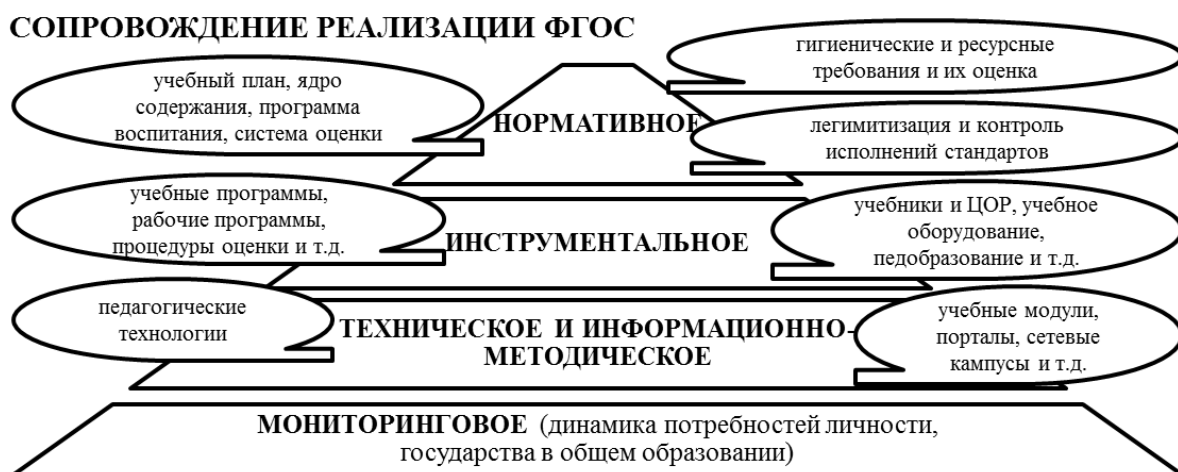 СОПРОВОЖДЕНИЕ РЕАЛИЗАЦИИ ФГОС
гигиенические и ресурсные
требования и их оценка
учебный план, ядро
содержания, программа
воспитания, система оценки
НОРМАТИВНОЕ
легимитизация и контроль
исполнений стандартов
учебные программы,
рабочие программы,
процедуры оценки и т.д.
ИНСТРУМЕНТАЛЬНОЕ
учебники и ЦОР, учебное
оборудование,
педобразование и т.д.
педагогические
технологии
ТЕХНИЧЕСКОЕ И ИНФОРМАЦИОННО-
МЕТОДИЧЕСКОЕ
учебные модули,
порталы, сетевые
кампусы и т.д.
МОНИТОРИНГОВОЕ (динамика потребностей личности,
государства в общем образовании)